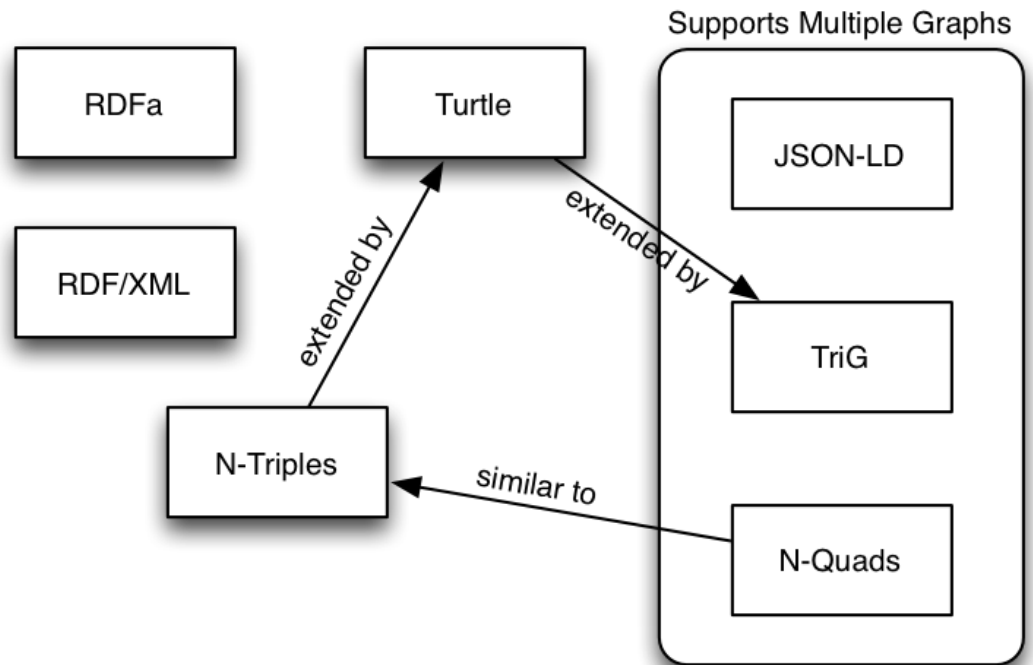 Supports Multiple Graphs
RDFa
Turtle
JSON-LD
extended by
RDF/XML
extended by
TriG
N-Triples
similar to
N-Quads